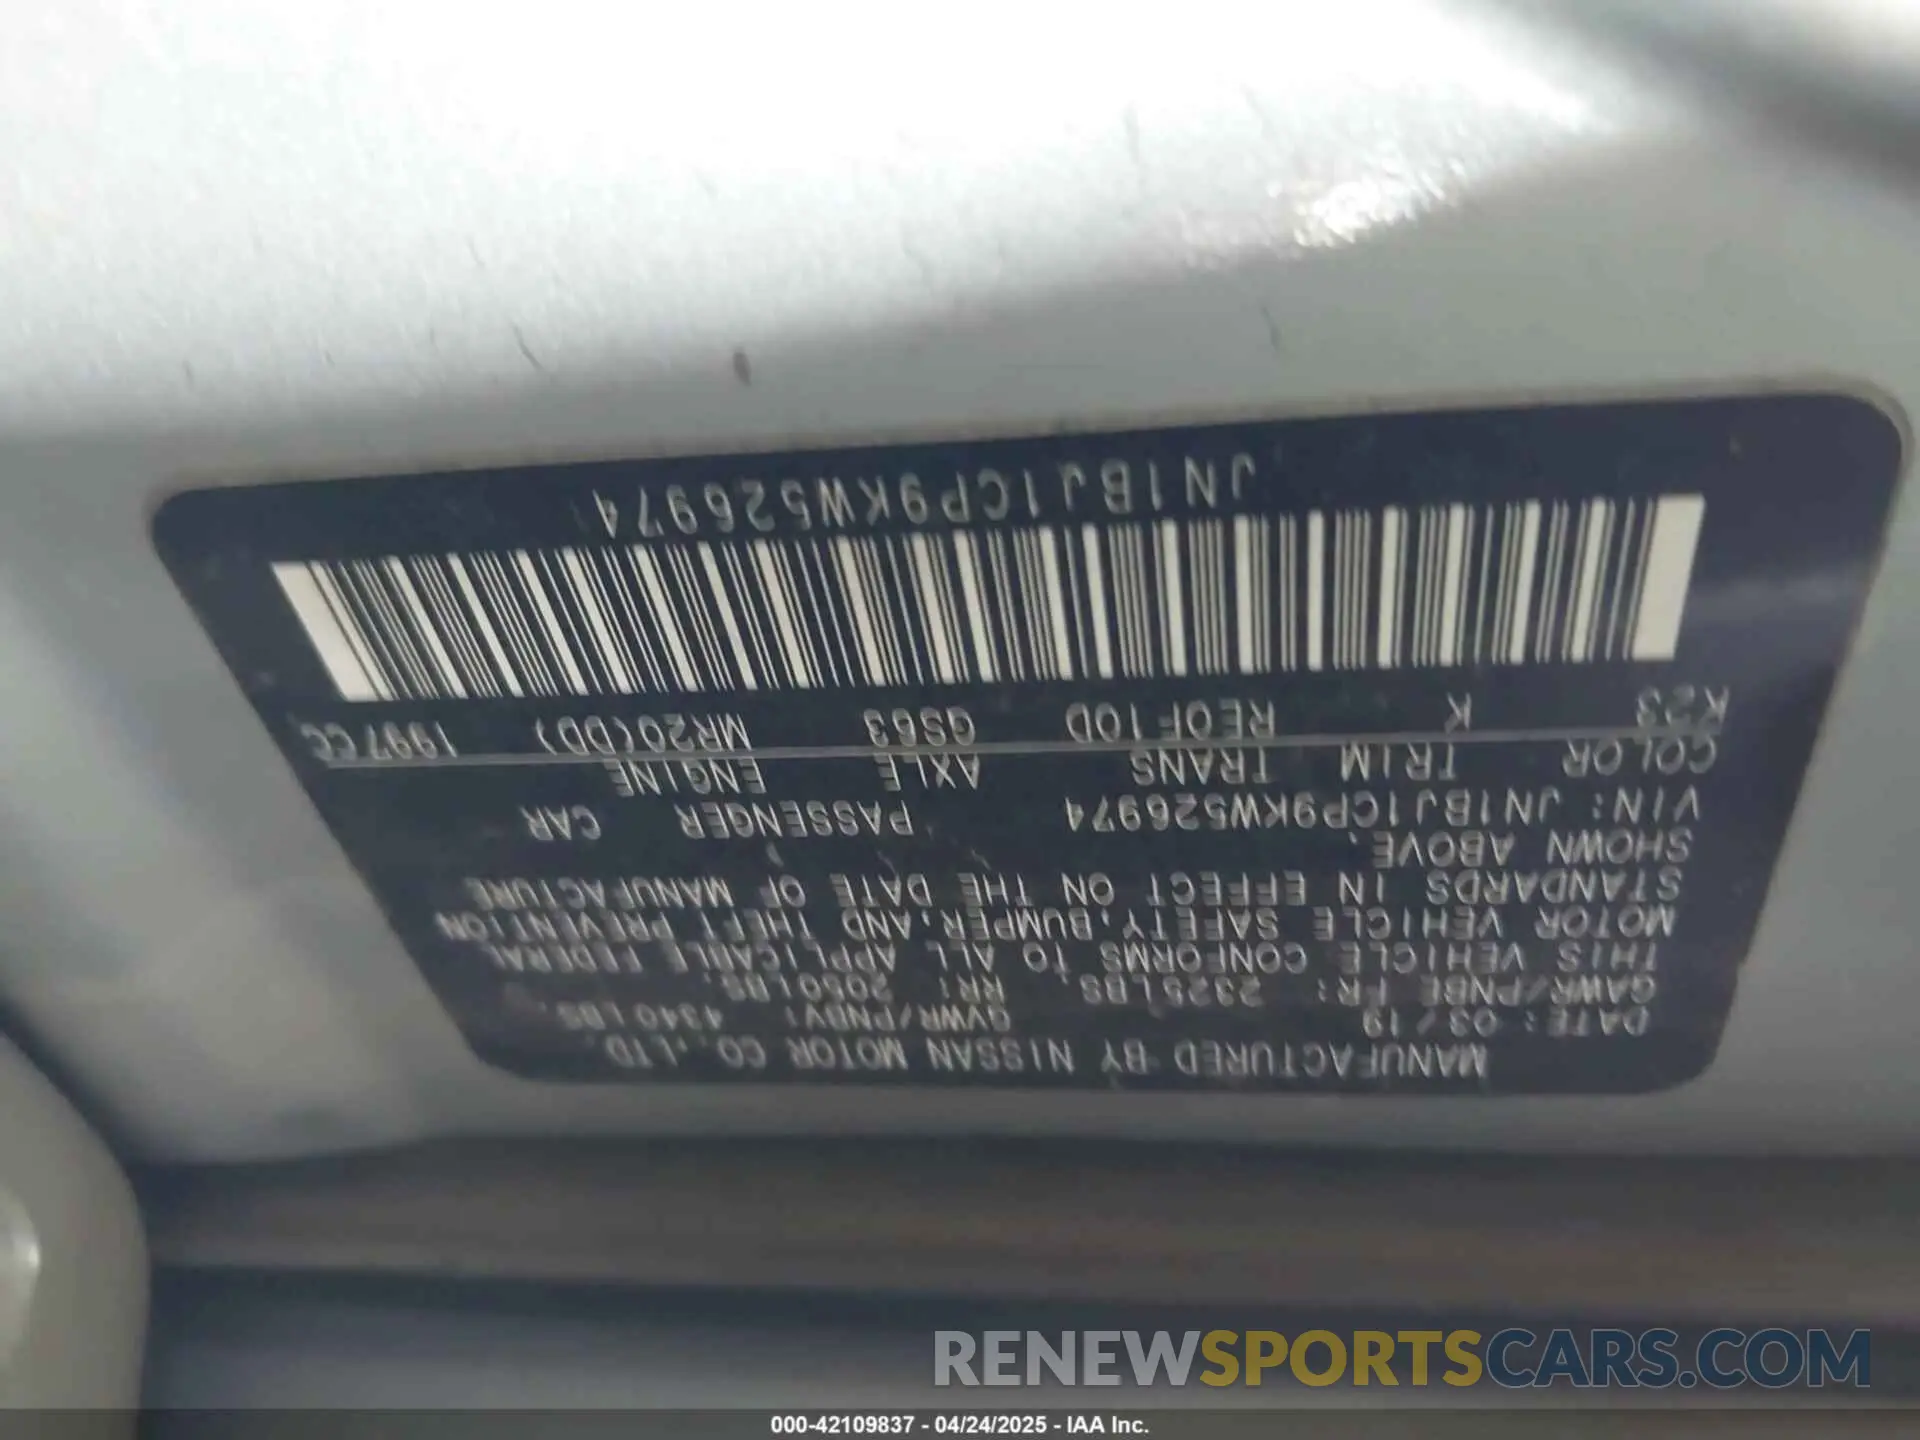 MANUFACTURED BY NISSAN MOTOR CO.,LTD.
DATE: 03/19 GVWR/PNBV: 4340LBS.
GAWR/PNBE FR: 2325LBS. RR: 2050LBS.
THIS VEHICLE CONFORMS TO ALL APPLICABLE FEDERAL
MOTOR VEHICLE SAFETY,BUMPER,AND THEFT PREVENTION
STANDARDS IN EFFECT ON THE DATE OF MANUFACTURE
SHOWN ABOVE.
VIN: JN1BJ1CP9KW526974 PASSENGER CAR
COLOR TRIM TRANS AXLE ENGINE
K23 K RE0F10D GS63 MR20(DD) 1997CC
JN1BJ1CP9KW526974
RENEWSPORTSCARS.COM
000-42109837 - 04/24/2025 - IAA Inc.